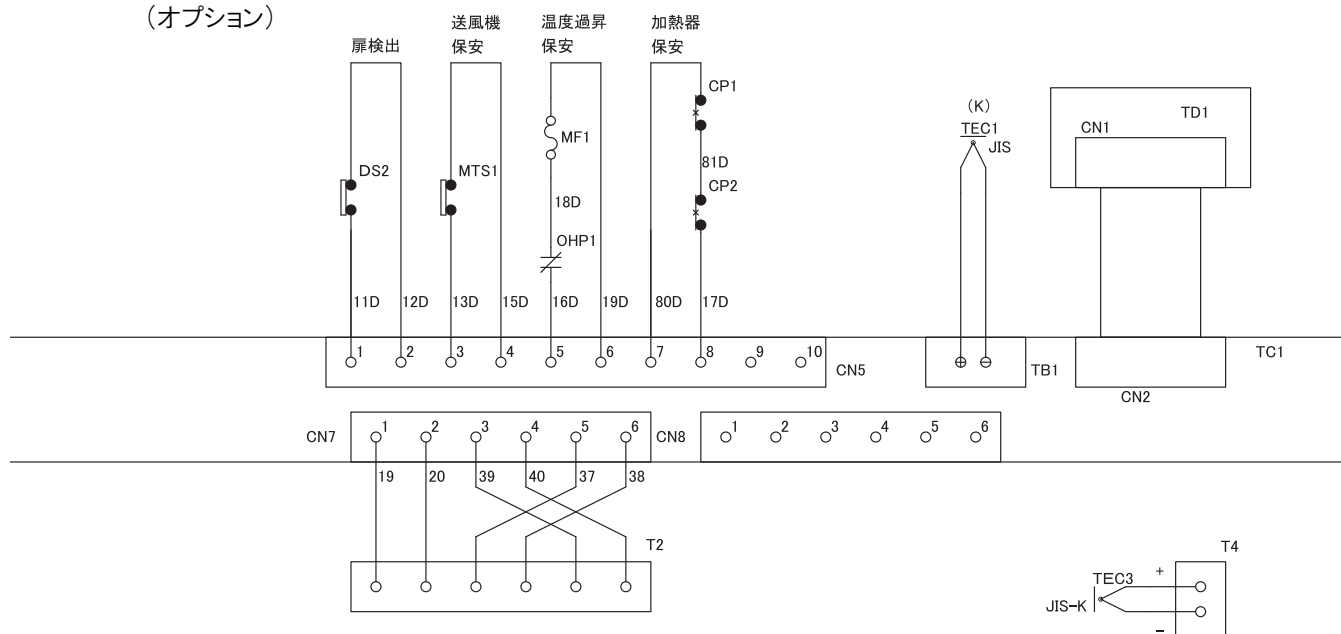 （オプション）
扉検出
送風機
保安
温度過昇
保安
加熱器
保安
CP1
MF1
81D
CP2
DS2
MTS1
18D
OHP1
11D
12D
13D
15D
16D
19D
80D
17D
(K)
TEC1
JIS
CN1
TD1
1 2 3 4 5 6 7 8 9 10
CN5
TB1
CN2
TC1
CN7
1 2 3 4 5 6
CN8
1 2 3 4 5 6
19 20 39 40 37 38
T2
T4
TEC3
+
JIS-K
-